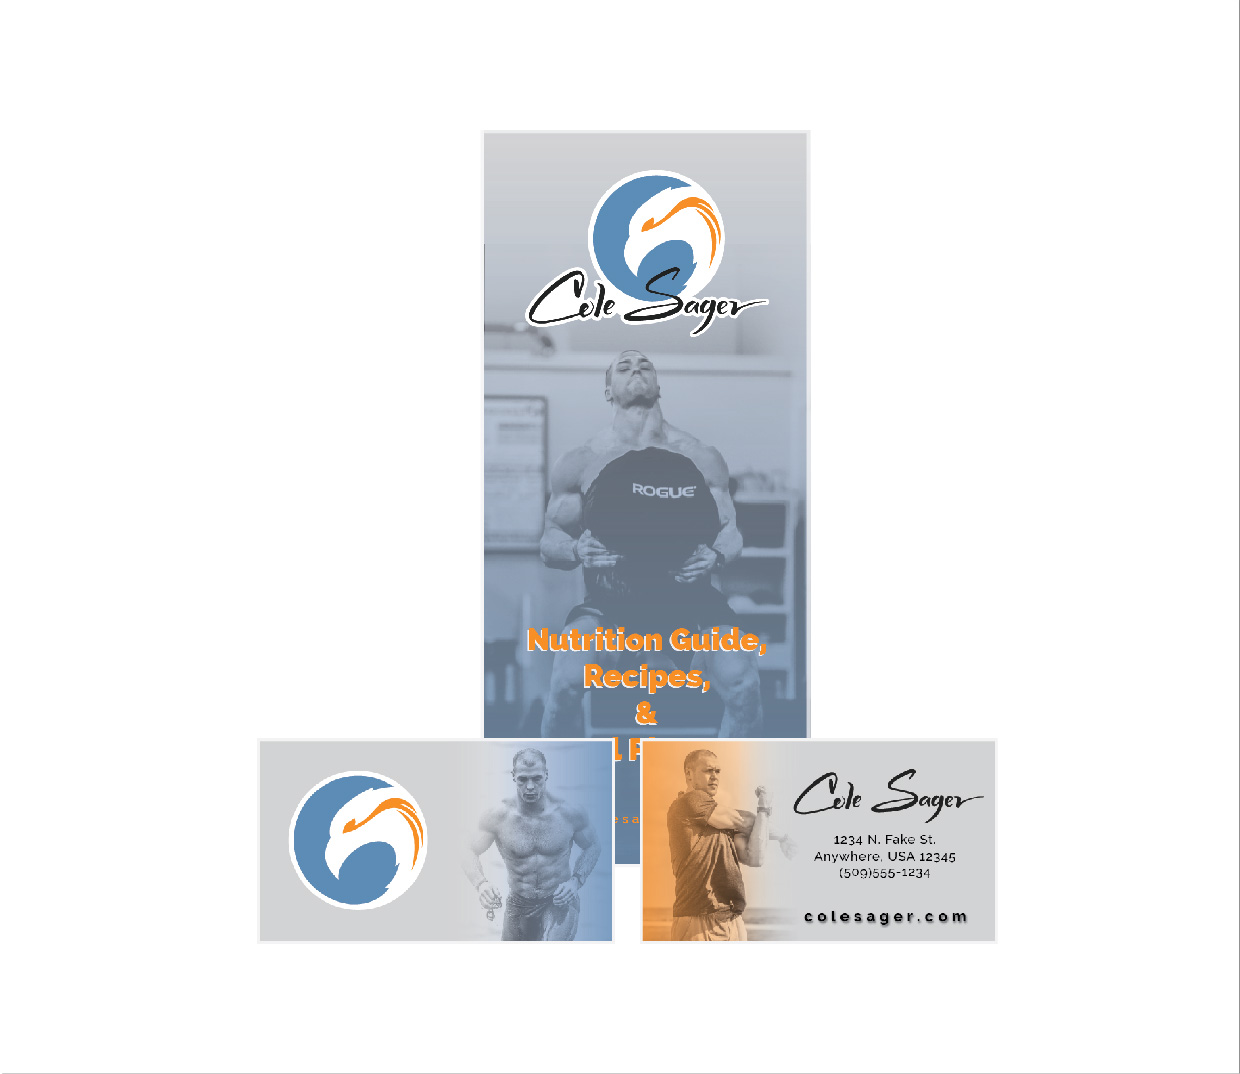 Cole Sager
ROGUE
Nutrition Guide,
Recipes,
&
Cole Sager
1234 N. Fake St.
Anywhere, USA 12345
(509)555-1234
colesager.com